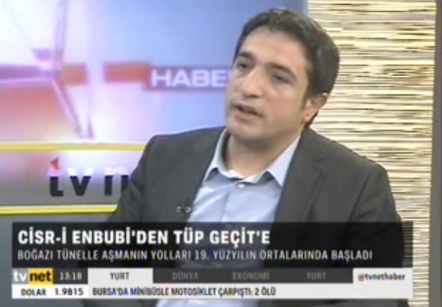 HABE
tvnet
CİSR-İ ENBUBİ'DEN TÜP GEÇİT'E
BOĞAZI TÜNELLE AŞMANIN YOLLARI 19. YÜZYILIN ORTALARINDA BAŞLADI
tvnet 13:18 YURT DÜNYA EKONOMİ YURT @tvnethaber
DOLAR 1.9815 BURSA'DA MİNİBÜSLE MOTOSİKLET ÇARPIŞTI: 2 ÖLÜ